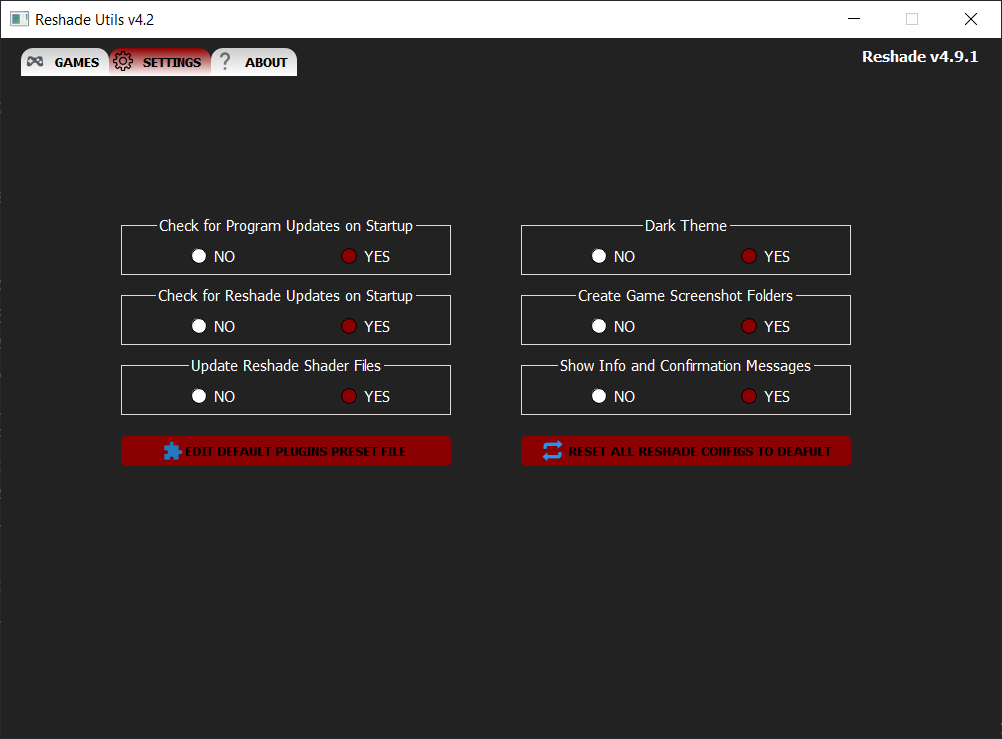 Reshade Utils v4.2
GAMES
SETTINGS
ABOUT
Reshade v4.9.1
Check for Program Updates on Startup
NO
YES
Dark Theme
NO
YES
Check for Reshade Updates on Startup
NO
YES
Create Game Screenshot Folders
NO
YES
Update Reshade Shader Files
NO
YES
Show Info and Confirmation Messages
NO
YES
EDIT DEFAULT PLUGINS PRESET FILE
RESET ALL RESHADE CONFIGS TO DEAFULT